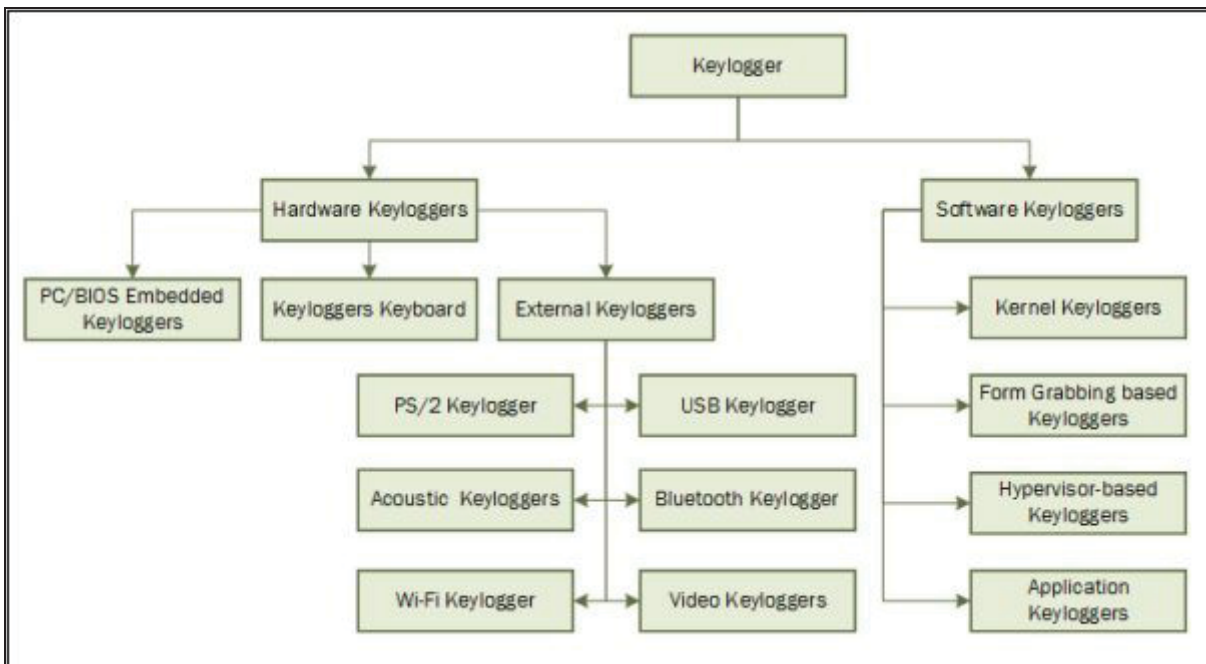 Keylogger
Hardware Keyloggers
Software Keyloggers
PC/BIOS Embedded
Keyloggers
Keyloggers Keyboard
External Keyloggers
Kernel Keyloggers
PS/2 Keylogger
USB Keylogger
Form Grabbing based
Keyloggers
Acoustic Keyloggers
Bluetooth Keylogger
Hypervisor-based
Keyloggers
Wi-Fi Keylogger
Video Keyloggers
Application
Keyloggers